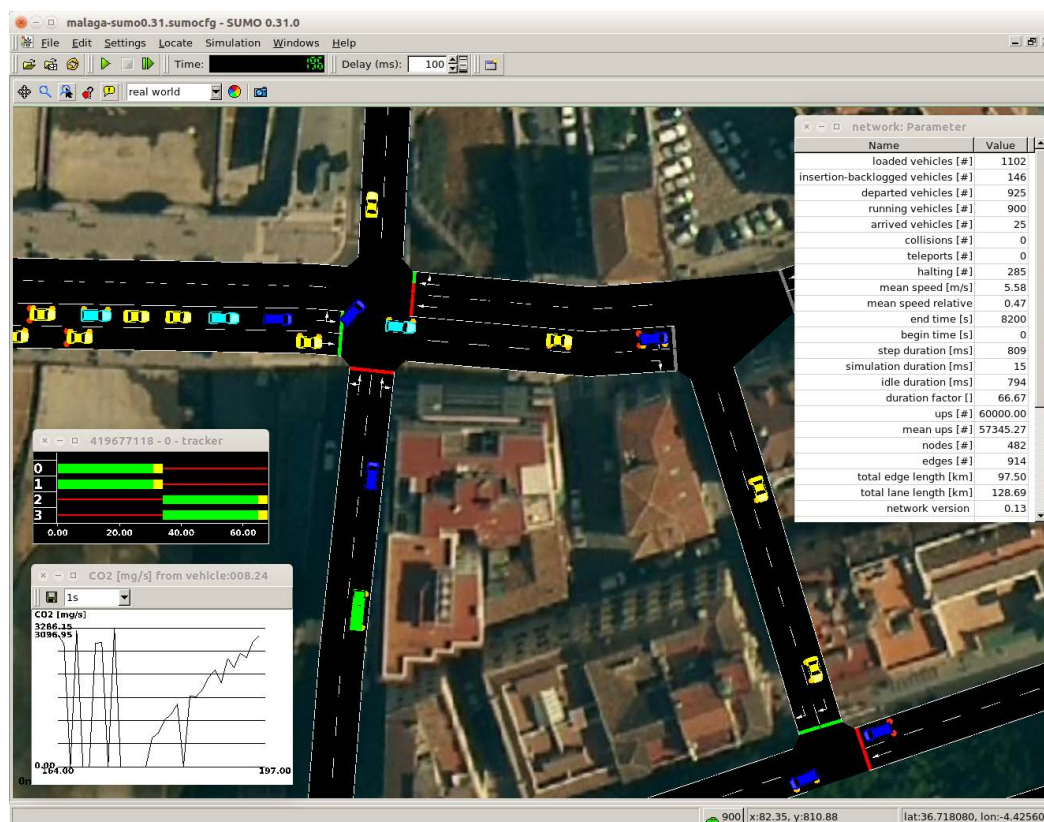 malaga-sumo0.31.sumocfg - SUMO 0.31.0
File Edit Settings Locate Simulation Windows Help
Time: 196 Delay (ms): 100
real world
network: Parameter
Name Value
loaded vehicles [#] 1102
insertion-backlogged vehicles [#] 146
departed vehicles [#] 925
running vehicles [#] 900
arrived vehicles [#] 25
collisions [#] 0
teleports [#] 0
halting [#] 285
mean speed [m/s] 5.58
mean speed relative 0.47
end time [s] 8200
begin time [s] 0
step duration [ms] 809
simulation duration [ms] 15
idle duration [ms] 794
duration factor [] 66.67
ups [#] 60000.00
mean ups [#] 57345.27
nodes [#] 482
edges [#] 914
total edge length [km] 97.50
total lane length [km] 128.69
network version 0.13
419677118 - 0 - tracker
0
1
2
3
0.00 20.00 40.00 60.00
CO2 [mg/s] from vehicle:008.24
1s
CO2 [mg/s]
3286.15
3096.95
0.00
164.00 197.00
900 x:82.35, y:810.88 lat:36.718080, lon:-4.42560